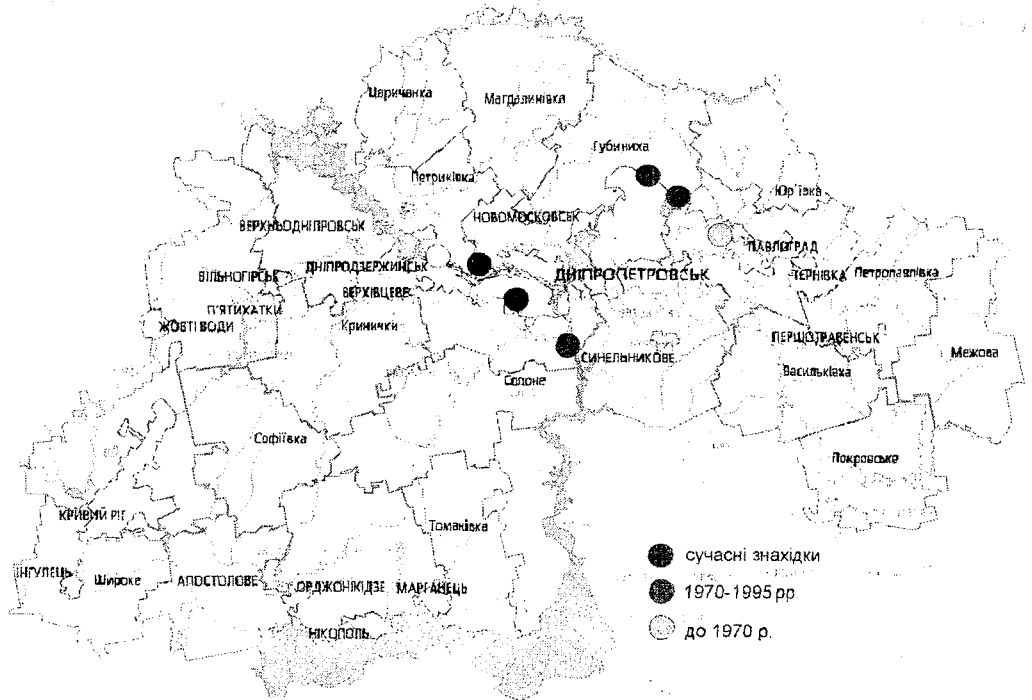 Царичанка
Магдалинівка
Губиниха
Петриківка
Юр'ївка
НОВОМОСКОВСЬК
ВЕРХНЬОДНІПРОВСЬК
ПАВЛОГРАД
ДНІПРОДЗЕРЖИНСЬК
ДНІПРОПЕТРОВСЬК
ВІЛЬНОГІРСЬК
ТЕРНІВКА
Петропавлівка
ВЕРХІВЦЕВЕ
П'ЯТИХАТКИ
ЖОВТІ ВОДИ
Кринички
ПЕРШОТРАВЕНСЬК
СИНЕЛЬНИКОВЕ
Межова
Васильківка
Солоне
Софіївка
Покровське
КРИВИЙ РІГ
Томаківка
сучасні знахідки
ІНГУЛЕЦЬ
Широке
АПОСТОЛОВЕ
ОРДЖОНІКІДЗЕ
МАРГАНЕЦЬ
1970-1995 рр.
НІКОПОЛЬ
до 1970 р.